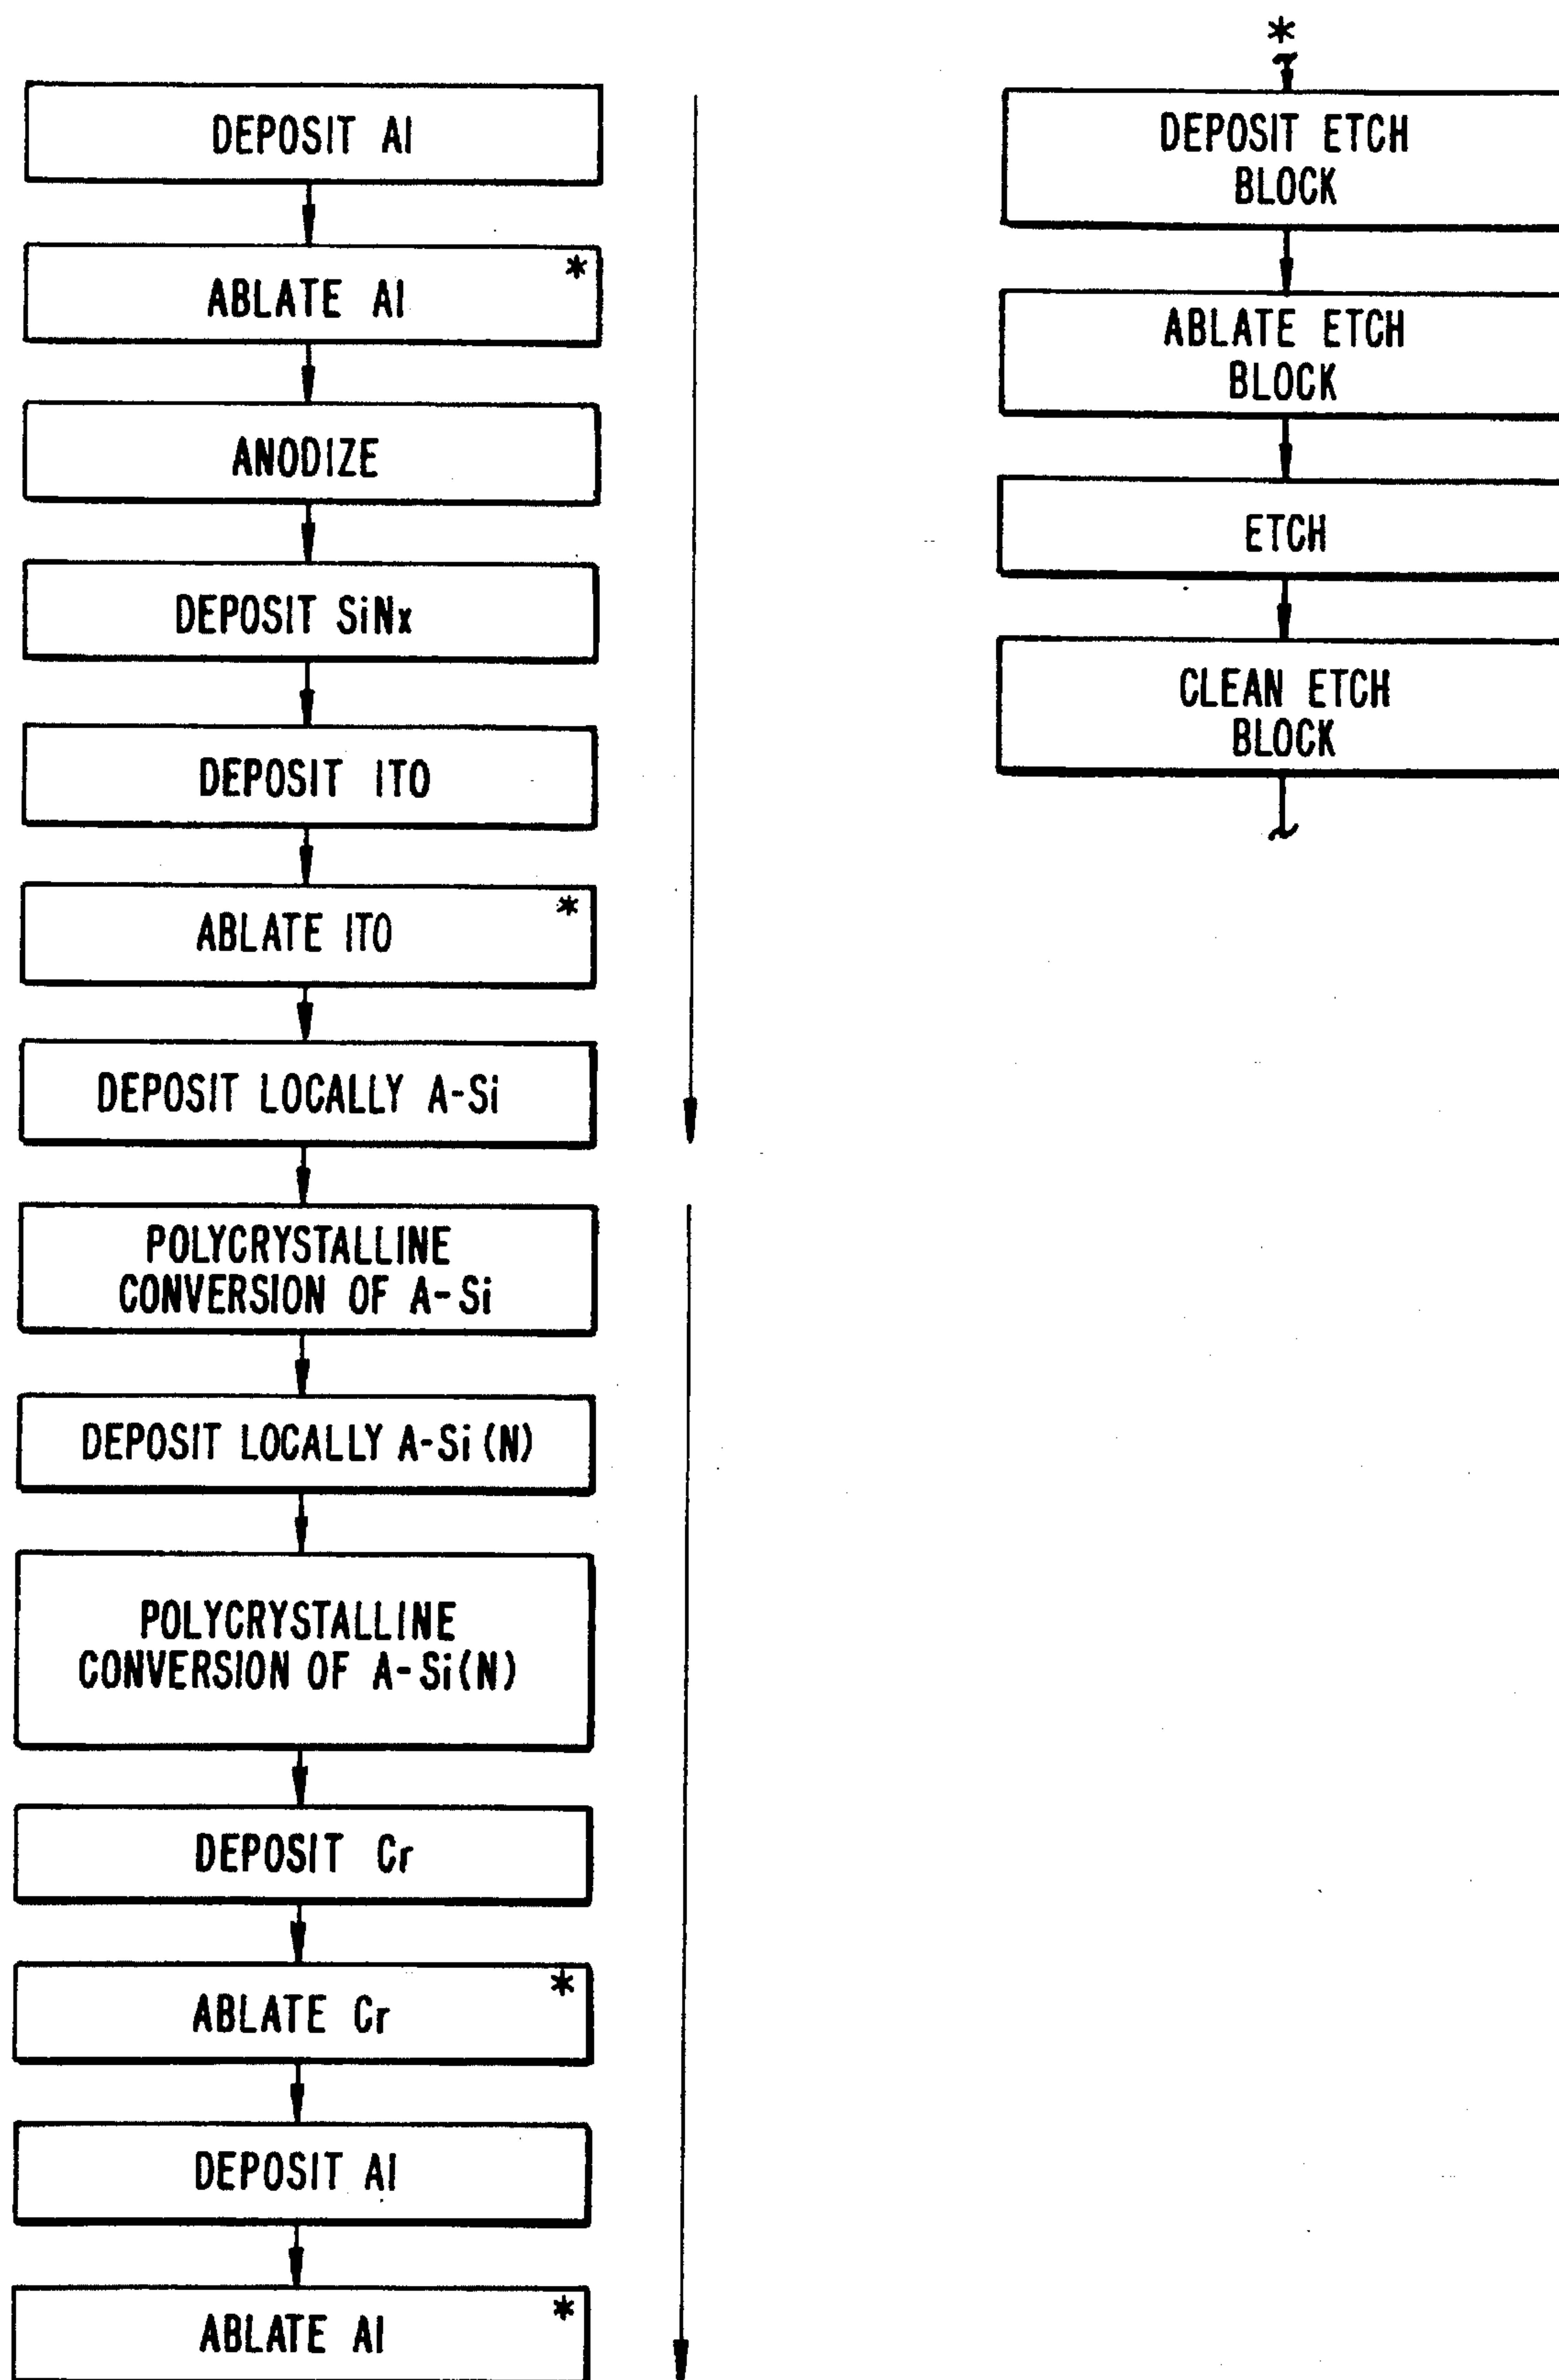 DEPOSIT Al
ABLATE Al *
ANODIZE
DEPOSIT SiNx
DEPOSIT ITO
ABLATE ITO *
DEPOSIT LOCALLY A-Si
POLYCRYSTALLINE
CONVERSION OF A-Si
DEPOSIT LOCALLY A-Si (N)
POLYCRYSTALLINE
CONVERSION OF A-Si(N)
DEPOSIT Cr
ABLATE Cr *
DEPOSIT Al
ABLATE Al *
*
DEPOSIT ETCH
BLOCK
ABLATE ETCH
BLOCK
ETCH
CLEAN ETCH
BLOCK